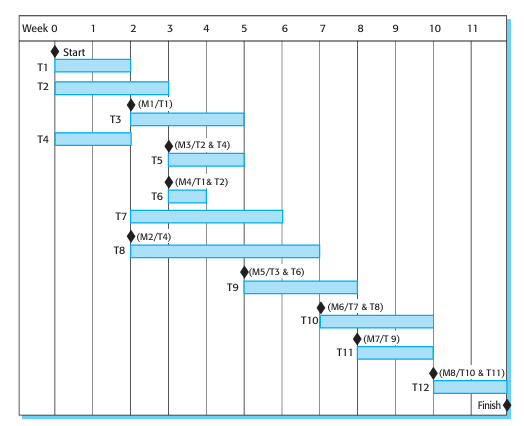 Week 0 1 2 3 4 5 6 7 8 9 10 11
Start
T1
T2
(M1/T1)
T3
T4
(M3/T2 & T4)
T5
(M4/T1& T2)
T6
T7
(M2/T4)
T8
(M5/T3 & T6)
T9
(M6/T7 & T8)
T10
(M7/T 9)
T11
(M8/T10 & T11)
T12
Finish